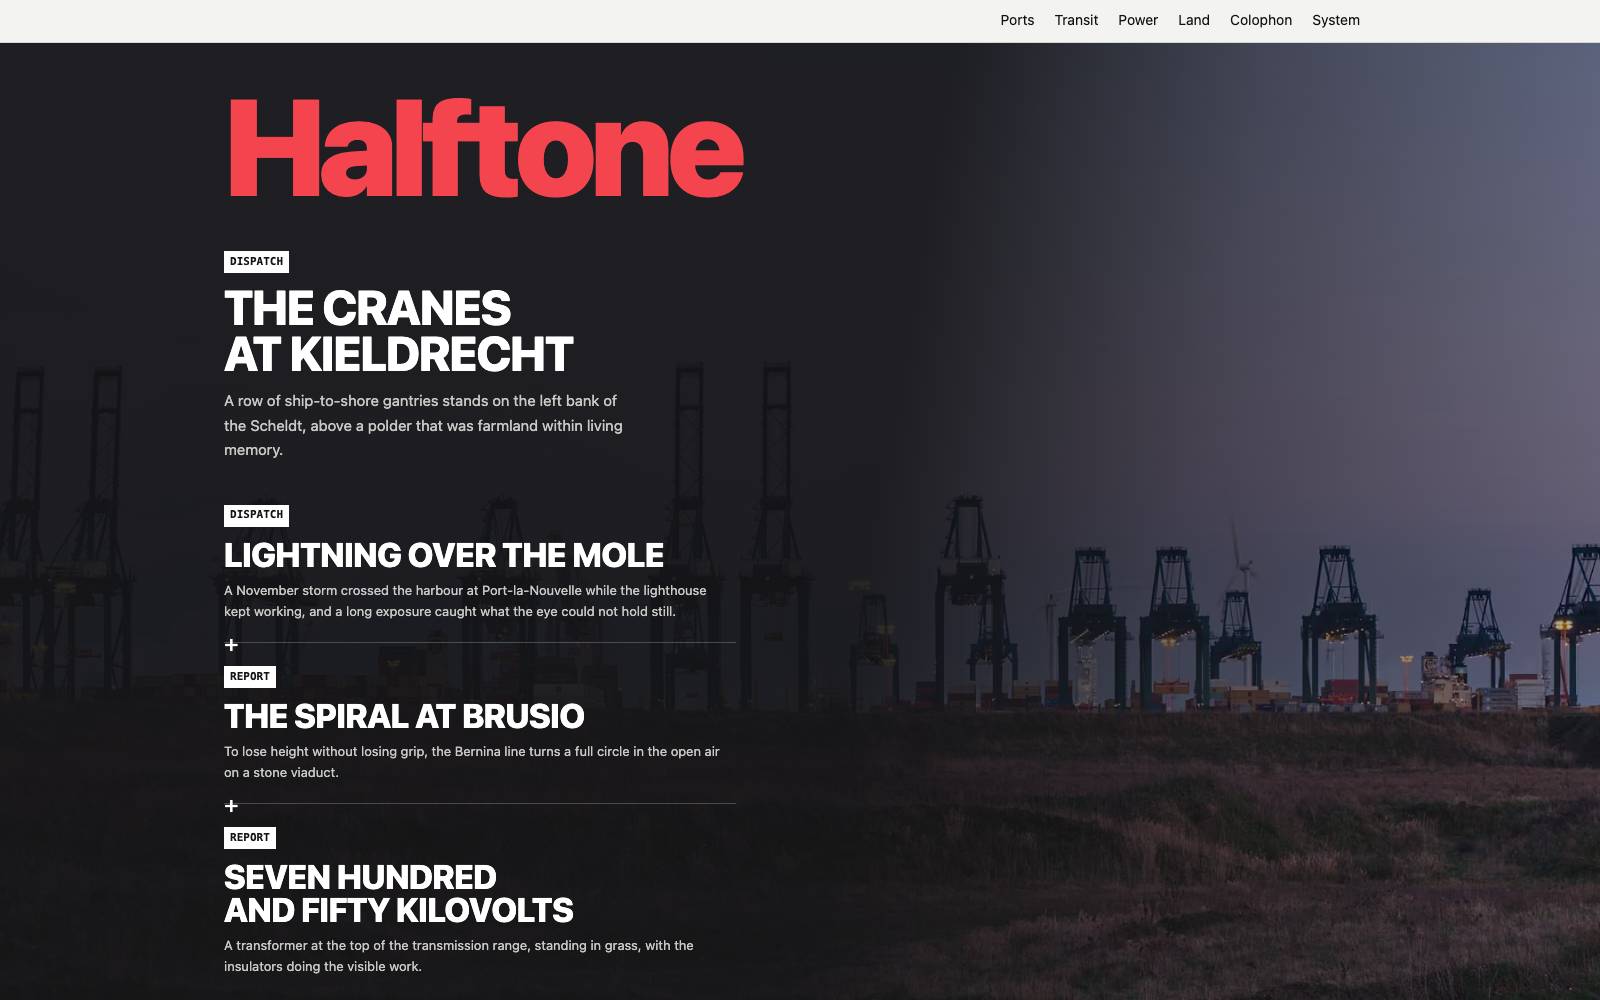 Ports Transit Power Land Colophon System
Halftone
DISPATCH
THE CRANES
AT KIELDRECHT
A row of ship-to-shore gantries stands on the left bank of
the Scheldt, above a polder that was farmland within living
memory.
DISPATCH
LIGHTNING OVER THE MOLE
A November storm crossed the harbour at Port-la-Nouvelle while the lighthouse
kept working, and a long exposure caught what the eye could not hold still.
REPORT
THE SPIRAL AT BRUSIO
To lose height without losing grip, the Bernina line turns a full circle in the open air
on a stone viaduct.
REPORT
SEVEN HUNDRED
AND FIFTY KILOVOLTS
A transformer at the top of the transmission range, standing in grass, with the
insulators doing the visible work.